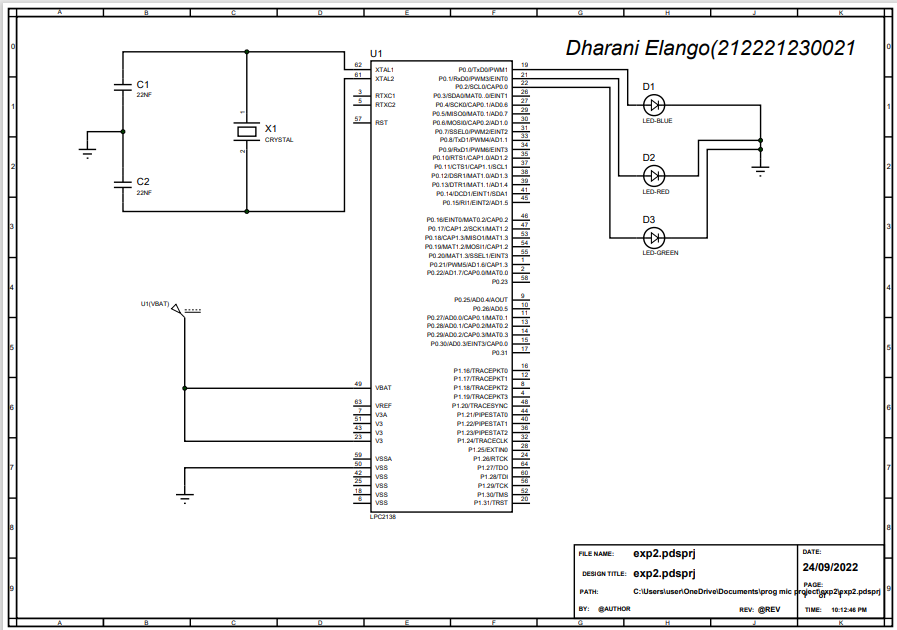 A B C D E F G H J K
Dharani Elango(212221230021
0 0
1 1
2 2
3 3
4 4
5 5
6 6
7 7
8 8
9 9
C1
22NF
C2
22NF
X1
CRYSTAL
1
2
U1(VBAT)
U1
62 XTAL1
61 XTAL2
3 RTXC1
5 RTXC2
57 RST
49 VBAT
63 VREF
7 V3A
51 V3
43 V3
23 V3
59 VSSA
50 VSS
42 VSS
25 VSS
18 VSS
6 VSS
LPC2138
P0.0/TxD0/PWM1 19
P0.1/RxD0/PWM3/EINT0 21
P0.2/SCL0/CAP0.0 22
P0.3/SDA0/MAT0..0/EINT1 26
P0.4/SCK0/CAP0.1/AD0.6 27
P0.5/MISO0/MAT0.1/AD0.7 29
P0.6/MOSI0/CAP0.2/AD1.0 30
P0.7/SSEL0/PWM2/EINT2 31
P0.8/TxD1/PWM4/AD1.1 33
P0.9/RxD1/PWM6/EINT3 34
P0.10/RTS1/CAP1.0/AD1.2 35
P0.11/CTS1/CAP1.1/SCL1 37
P0.12/DSR1/MAT1.0/AD1.3 38
P0.13/DTR1/MAT1.1/AD1.4 39
P0.14/DCD1/EINT1/SDA1 41
P0.15/RI1/EINT2/AD1.5 45
P0.16/EINT0/MAT0.2/CAP0.2 46
P0.17/CAP1.2/SCK1/MAT1.2 47
P0.18/CAP1.3/MISO1/MAT1.3 53
P0.19/MAT1.2/MOSI1/CAP1.2 54
P0.20/MAT1.3/SSEL1/EINT3 55
P0.21/PWM5/AD1.6/CAP1.3 1
P0.22/AD1.7/CAP0.0/MAT0.0 2
P0.23 58
P0.25/AD0.4/AOUT 9
P0.26/AD0.5 10
P0.27/AD0.0/CAP0.1/MAT0.1 11
P0.28/AD0.1/CAP0.2/MAT0.2 13
P0.29/AD0.2/CAP0.3/MAT0.3 14
P0.30/AD0.3/EINT3/CAP0.0 15
P0.31 17
P1.16/TRACEPKT0 16
P1.17/TRACEPKT1 12
P1.18/TRACEPKT2 8
P1.19/TRACEPKT3 4
P1.20/TRACESYNC 48
P1.21/PIPESTAT0 44
P1.22/PIPESTAT1 40
P1.23/PIPESTAT2 36
P1.24/TRACECLK 32
P1.25/EXTIN0 28
P1.26/RTCK 24
P1.27/TDO 64
P1.28/TDI 60
P1.29/TCK 56
P1.30/TMS 52
P1.31/TRST 20
D1
LED-BLUE
D2
LED-RED
D3
LED-GREEN
FILE NAME: exp2.pdsprj
DESIGN TITLE: exp2.pdsprj
PATH: C:\Users\user\OneDrive\Documents\prog mic project\exp2\exp2.pdsprj
BY: @AUTHOR REV: @REV
DATE:
24/09/2022
PAGE:
of
TIME: 10:12:46 PM
A B C D E F G H J K